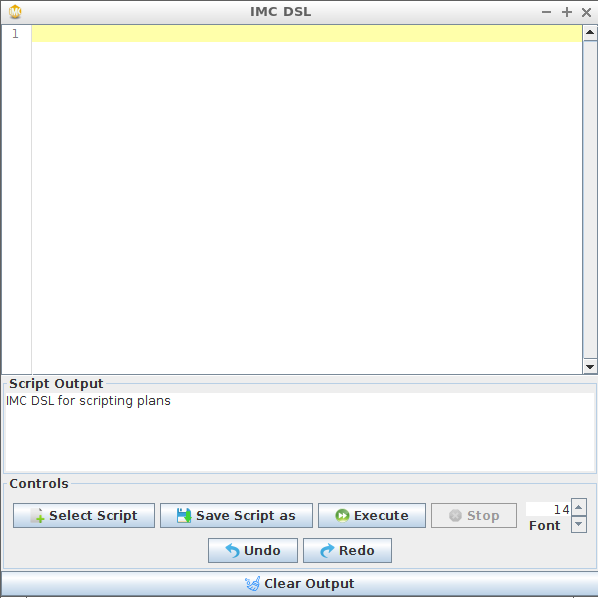 IMC DSL
1
Script Output
IMC DSL for scripting plans
Controls
Select Script
Save Script as
Execute
Stop
14
Font
Undo
Redo
Clear Output